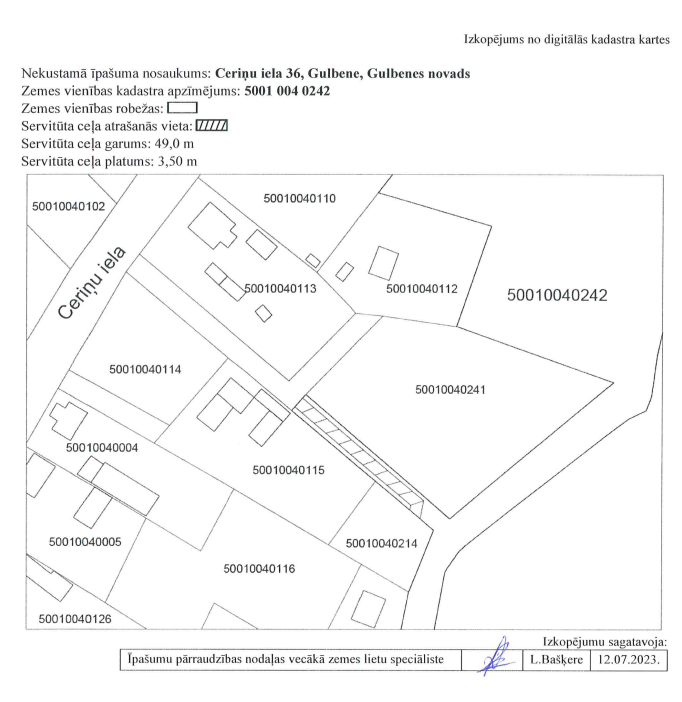 Izkopējums no digitālās kadastra kartes
Nekustamā īpašuma nosaukums: Ceriņu iela 36, Gulbene, Gulbenes novads
Zemes vienības kadastra apzīmējums: 5001 004 0242
Zemes vienības robežas:
Servitūta ceļa atrašanās vieta:
Servitūta ceļa garums: 49,0 m
Servitūta ceļa platums: 3,50 m
50010040110
50010040102
Ceriņu iela
50010040113
50010040112
50010040242
50010040114
50010040241
50010040004
50010040115
50010040005
50010040214
50010040116
50010040126
Izkopējumu sagatavoja:
Īpašumu pārraudzības nodaļas vecākā zemes lietu speciāliste L.Bašķere 12.07.2023.